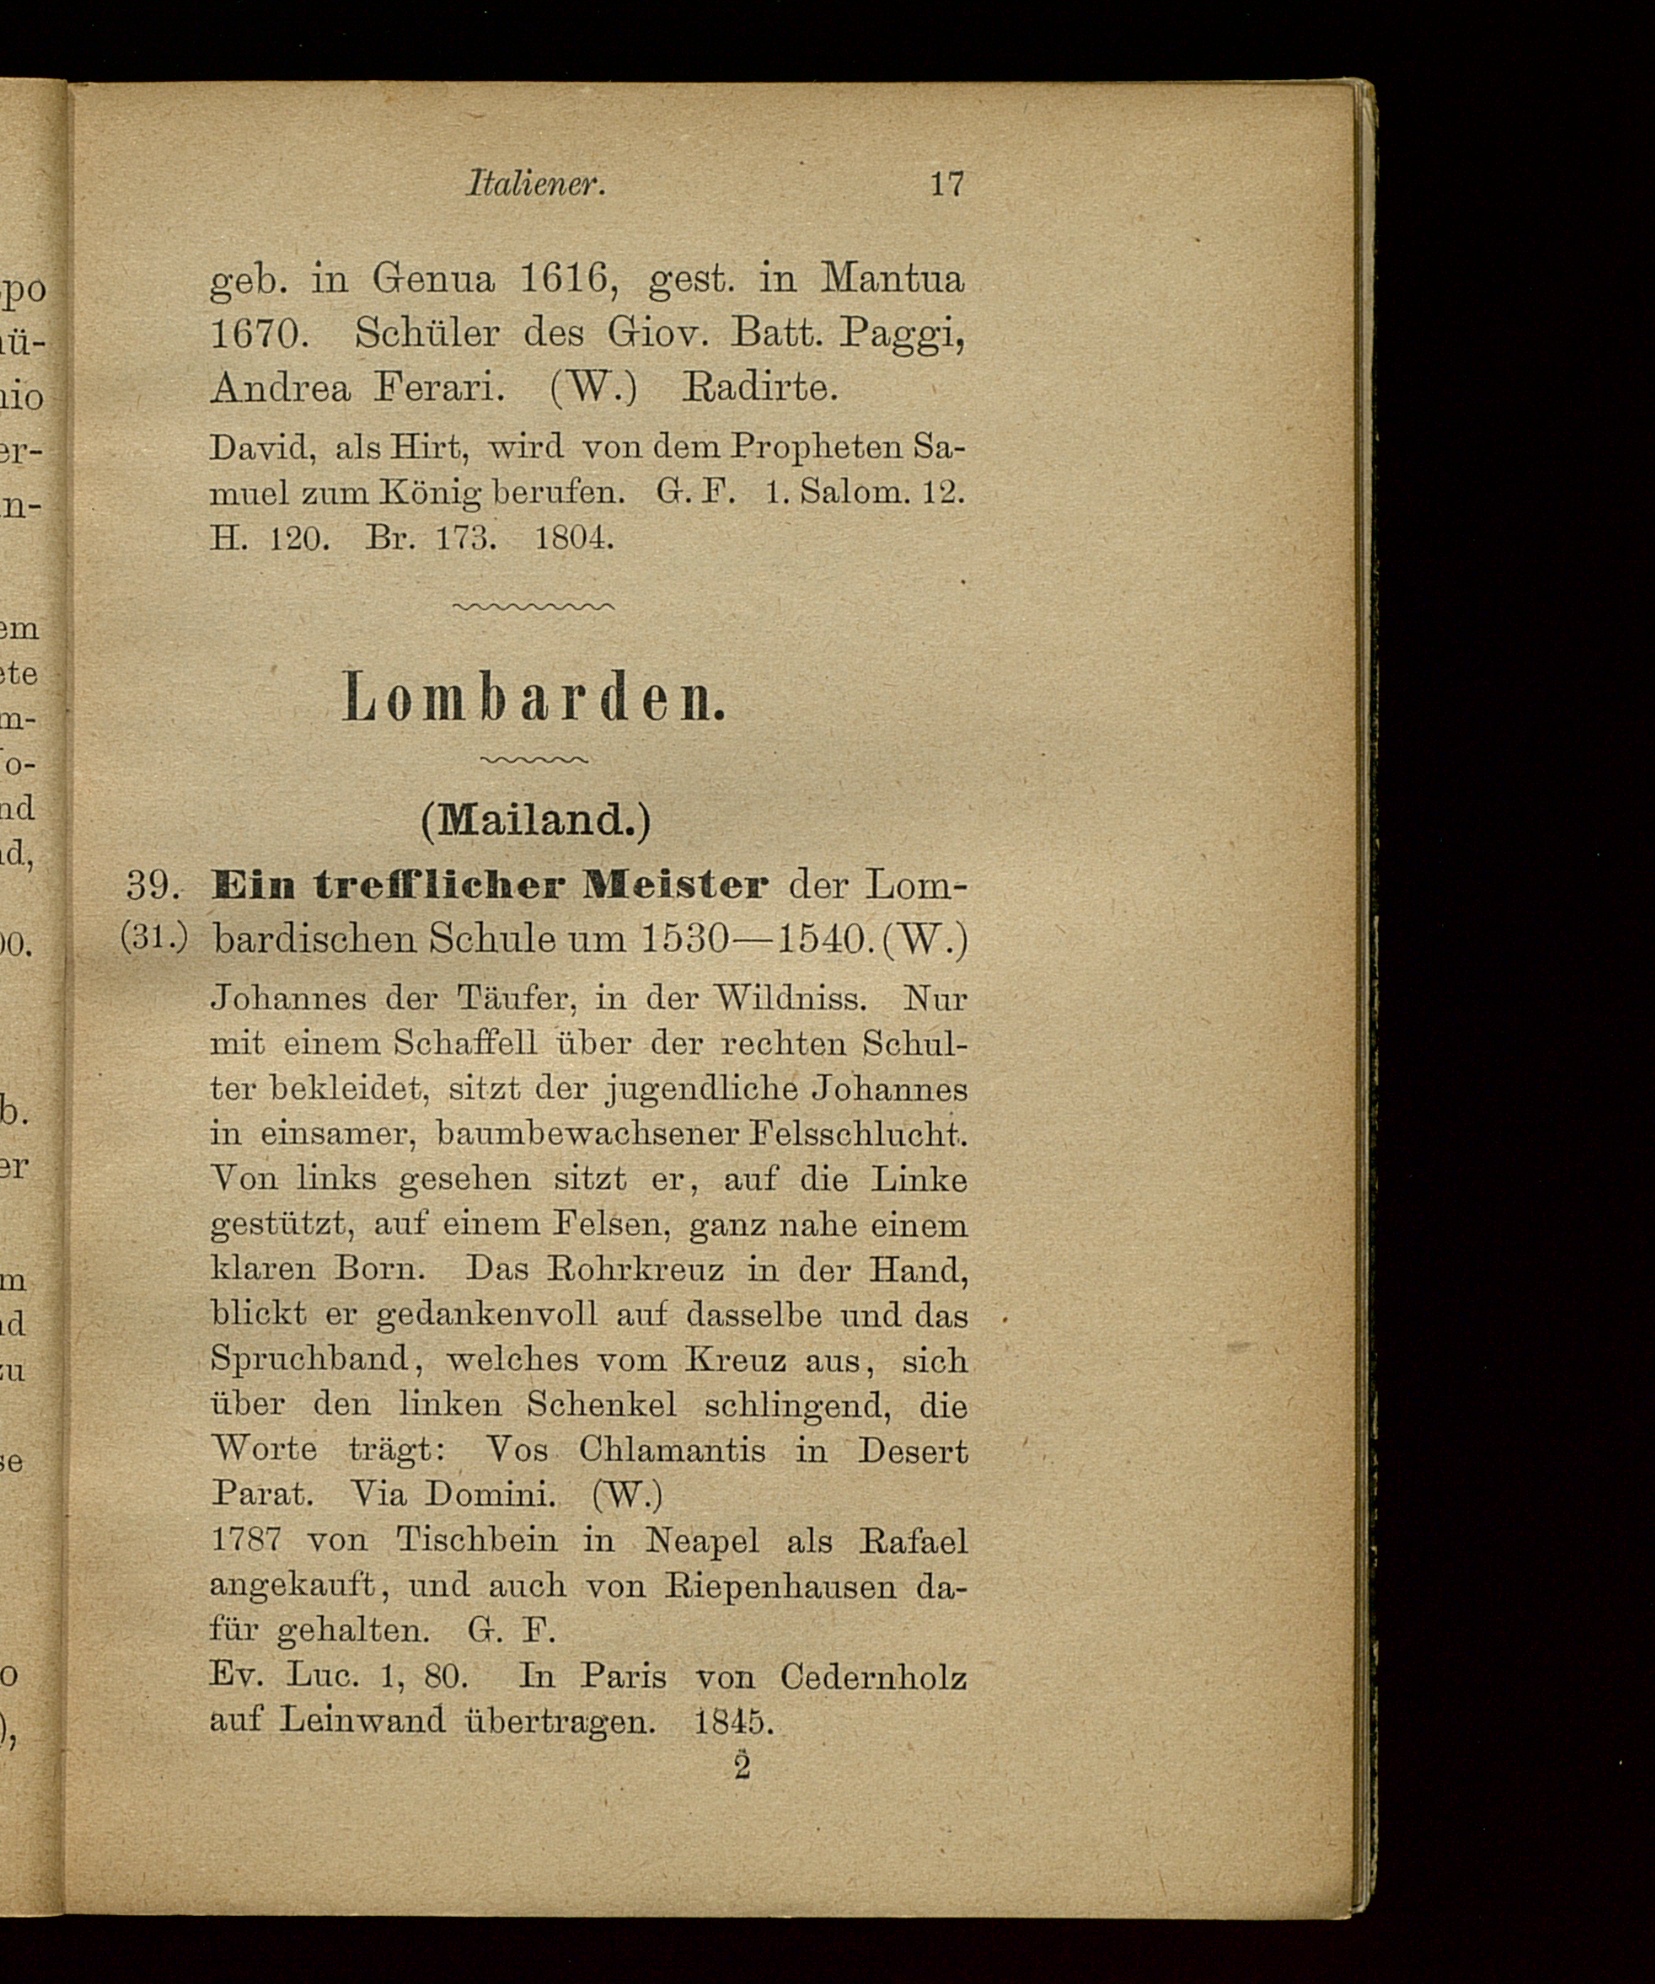 Italiener. 17
geb. in Genua 1616, gest. in Mantua
1670. Schüler des Giov. Batt. Paggi,
Andrea Ferari. (W.) Radirte.
David, als Hirt, wird von dem Propheten Sa-
muel zum König berufen. G. F. 1. Salom. 12.
H. 120. Br. 173. 1804.
Lombarden.
(Mailand.)
39. Ein trefflicher Meister der Lom-
(31.) bardischen Schule um 1530—1540. (W.)
Johannes der Täufer, in der Wildniss. Nur
mit einem Schaffell über der rechten Schul-
ter bekleidet, sitzt der jugendliche Johannes
in einsamer, baumbewachsener Felsschlucht.
Von links gesehen sitzt er, auf die Linke
gestützt, auf einem Felsen, ganz nahe einem
klaren Born. Das Rohrkreuz in der Hand,
blickt er gedankenvoll auf dasselbe und das
Spruchband, welches vom Kreuz aus, sich
über den linken Schenkel schlingend, die
Worte trägt: Vos Chlamantis in Desert
Parat. Via Domini. (W.)
1787 von Tischbein in Neapel als Rafael
angekauft, und auch von Riepenhausen da-
für gehalten. G. F.
Ev. Luc. 1, 80. In Paris von Cedernholz
auf Leinwand übertragen. 1845.
2